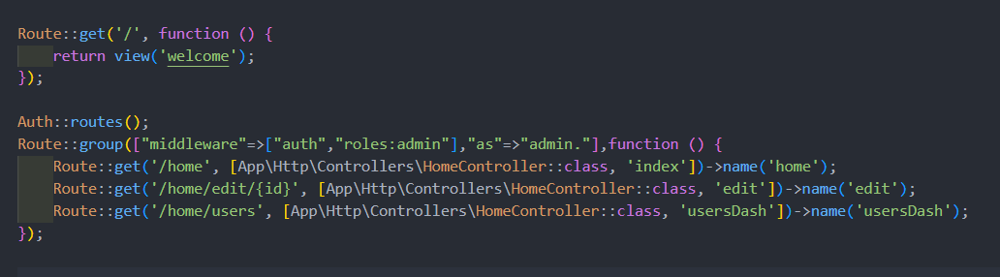 Route::get('/', function () {
return view('welcome');
});
Auth::routes();
Route::group(["middleware"=>["auth","roles:admin"],"as"=>"admin."],function () {
Route::get('/home', [App\Http\Controllers\HomeController::class, 'index'])->name('home');
Route::get('/home/edit/{id}', [App\Http\Controllers\HomeController::class, 'edit'])->name('edit');
Route::get('/home/users', [App\Http\Controllers\HomeController::class, 'usersDash'])->name('usersDash');
});